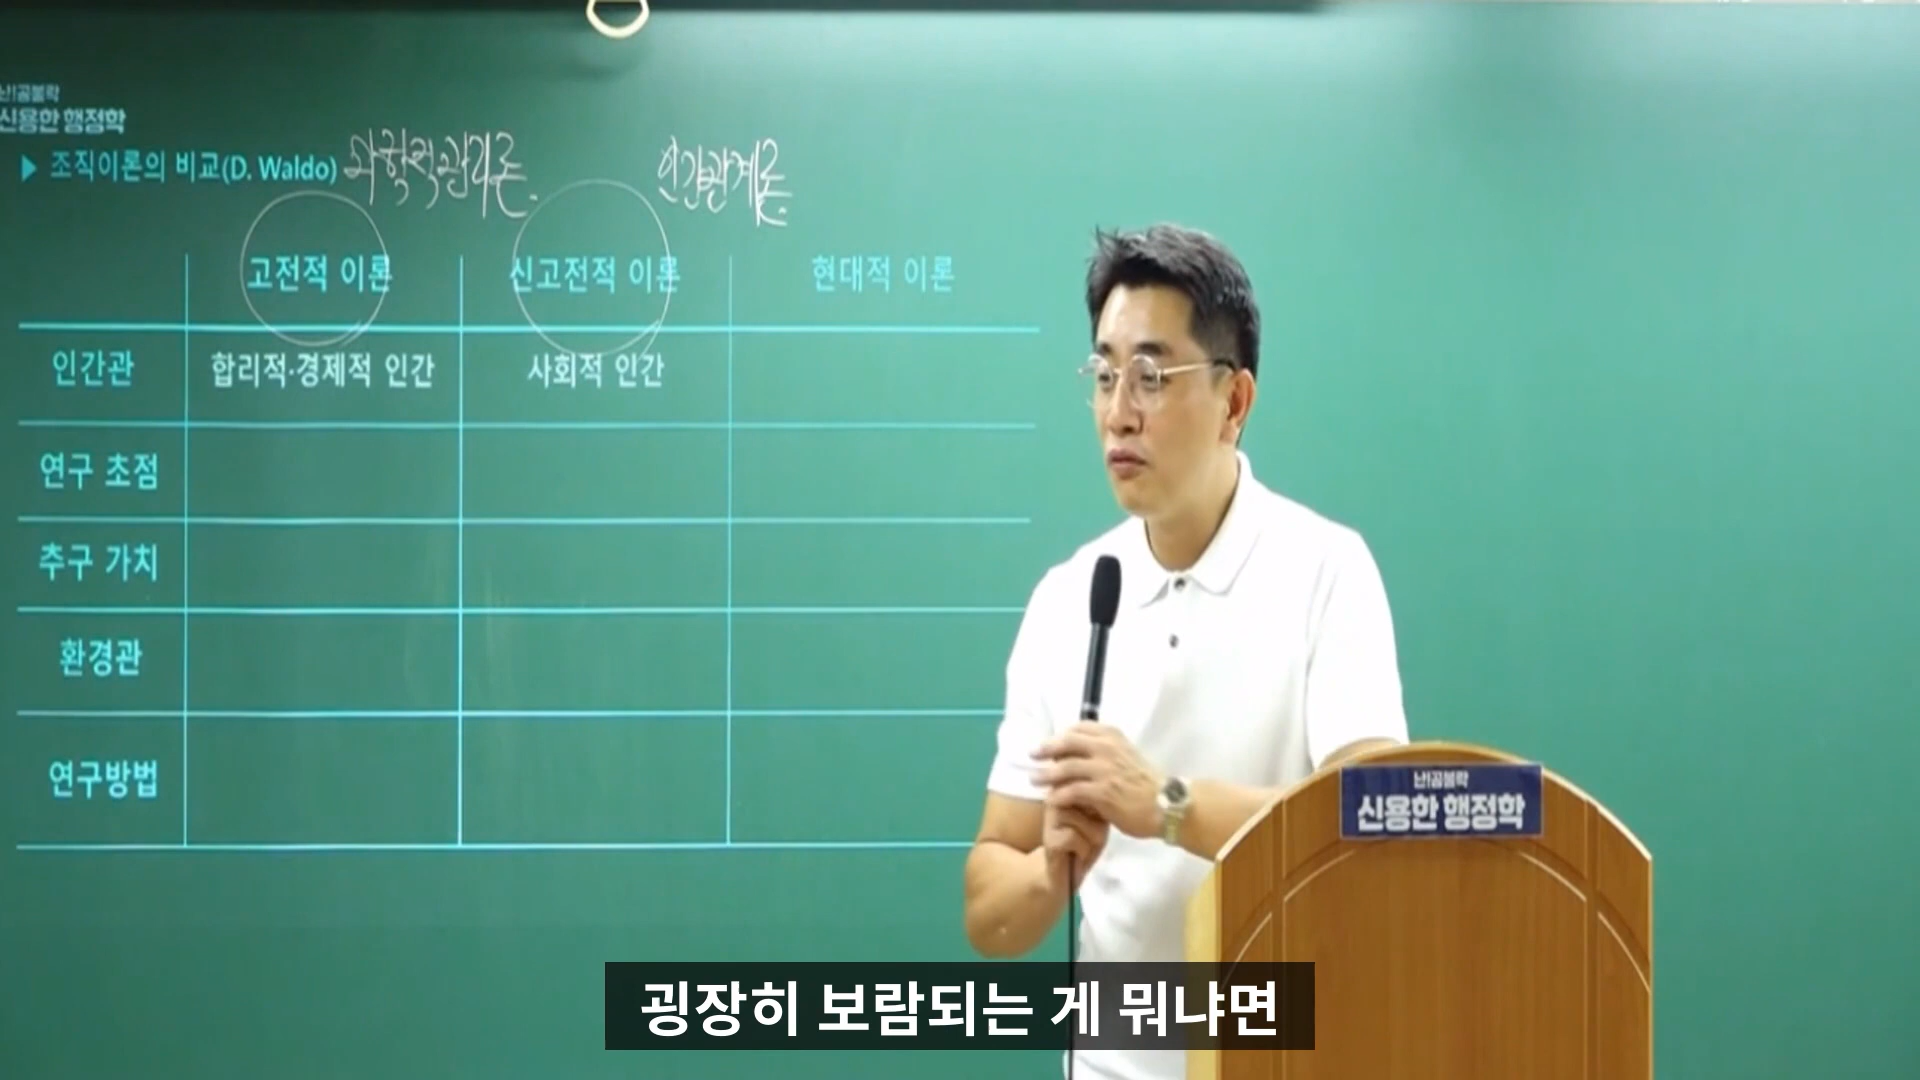 난!공불락
신용한 행정학
▶ 조직이론의 비교(D. Waldo) 과학적관리론. 인간관계론.
고전적 이론 신고전적 이론 현대적 이론
인간관 합리적·경제적 인간 사회적 인간
연구 초점
추구 가치
환경관
연구방법
난!공불락
신용한 행정학
굉장히 보람되는 게 뭐냐면